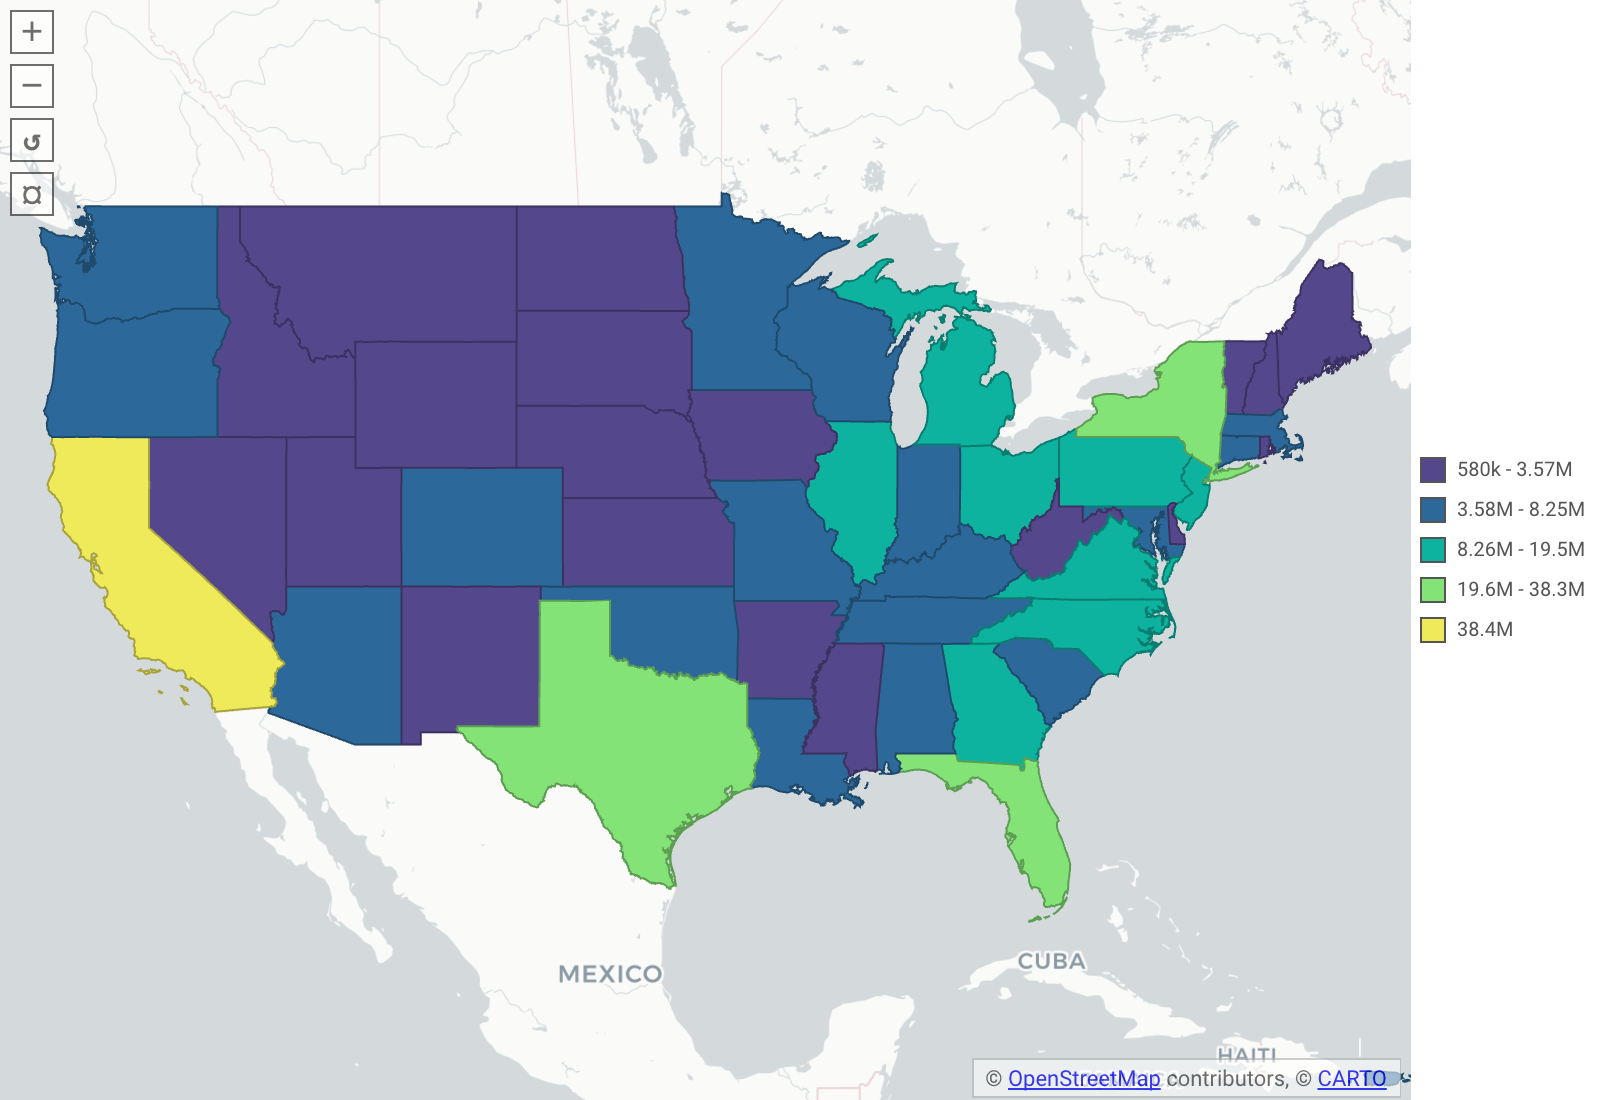 +
−
↺
¤
580k - 3.57M
3.58M - 8.25M
8.26M - 19.5M
19.6M - 38.3M
38.4M
MEXICO
CUBA
HAITI
© OpenStreetMap contributors, © CARTO